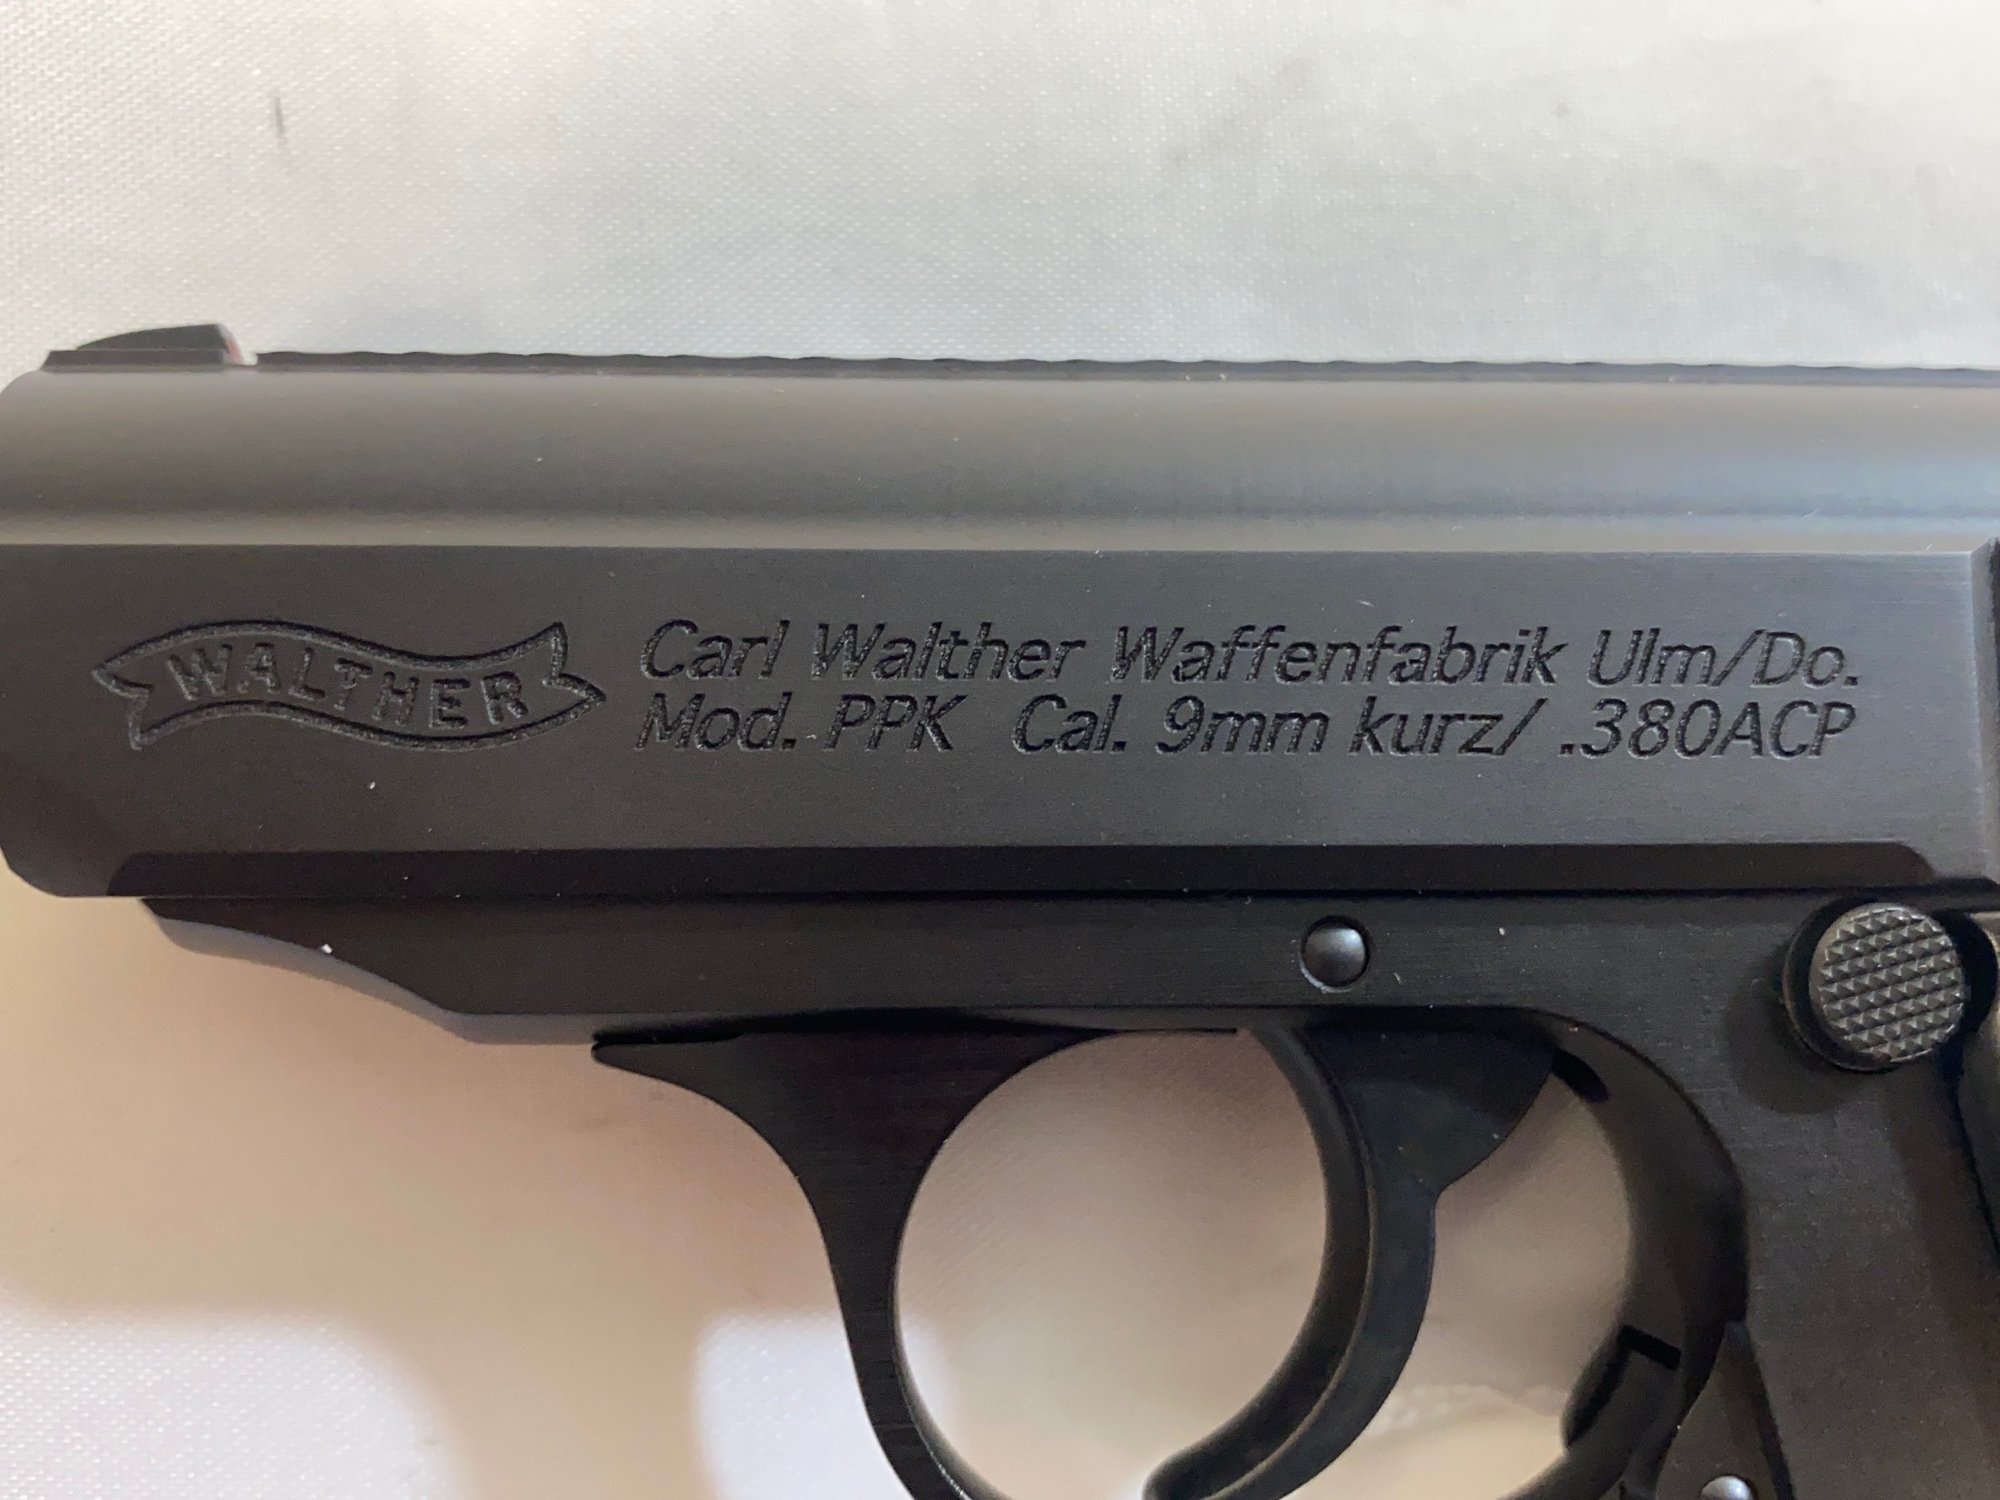 WALTHER
Carl Walther Waffenfabrik Ulm/Do.
Mod. PPK Cal. 9mm kurz/ .380ACP